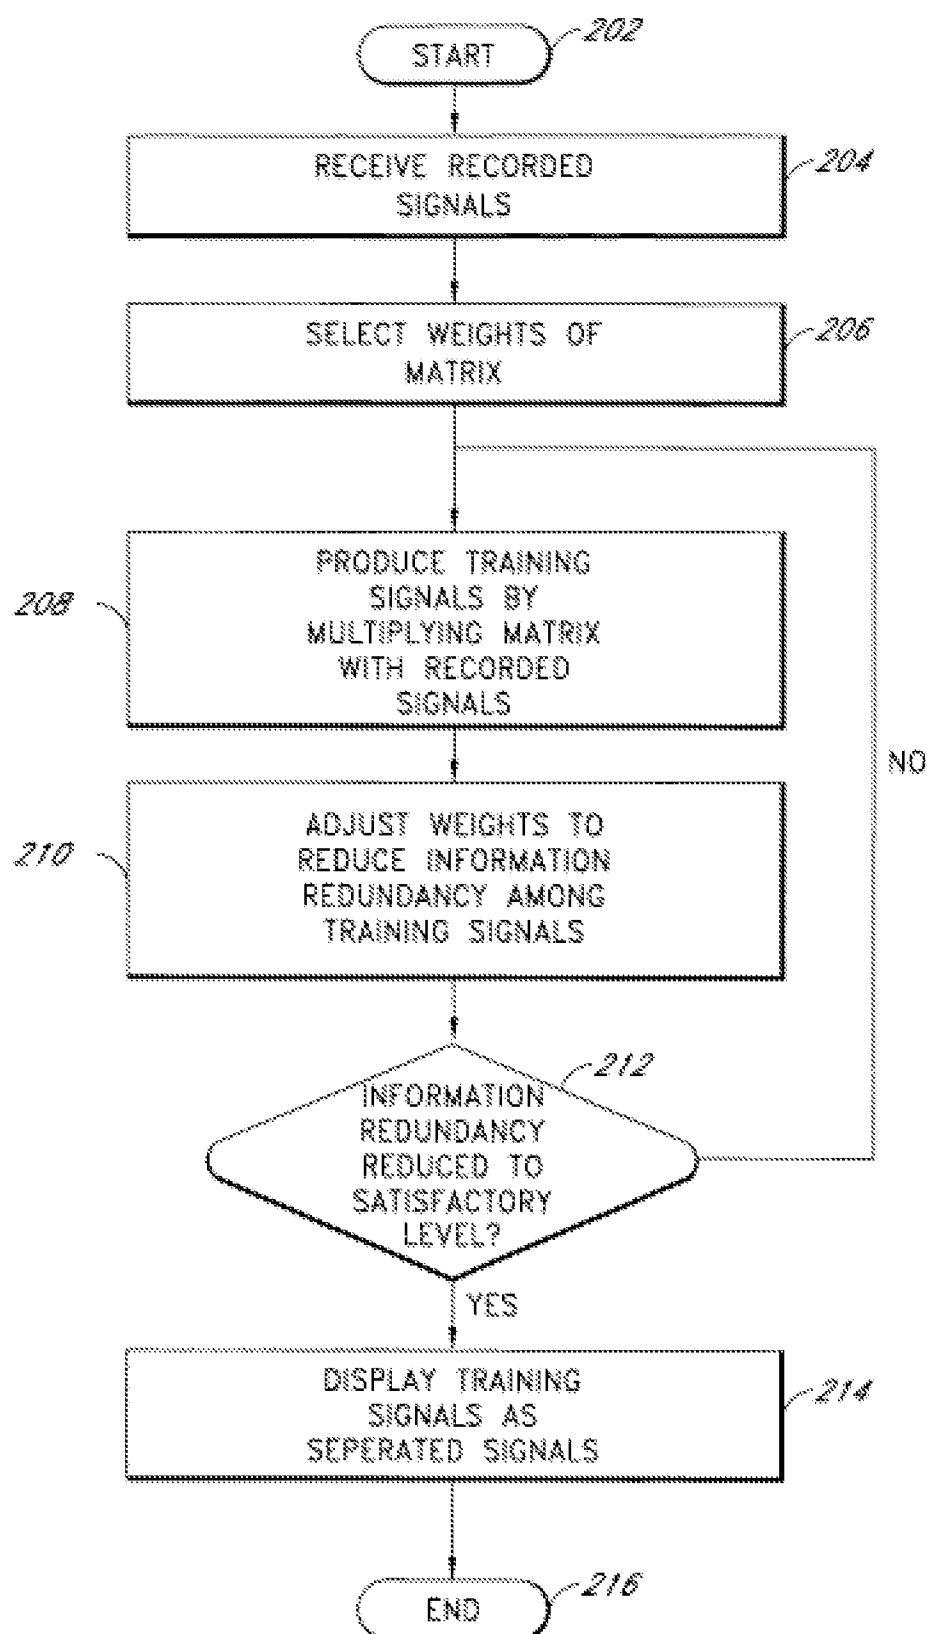 START
202
RECEIVE RECORDED
SIGNALS
204
SELECT WEIGHTS OF
MATRIX
206
PRODUCE TRAINING
SIGNALS BY
MULTIPLYING MATRIX
WITH RECORDED
SIGNALS
208
NO
ADJUST WEIGHTS TO
REDUCE INFORMATION
REDUNDANCY AMONG
TRAINING SIGNALS
210
212
INFORMATION
REDUNDANCY
REDUCED TO
SATISFACTORY
LEVEL?
YES
DISPLAY TRAINING
SIGNALS AS
SEPERATED SIGNALS
214
END
216